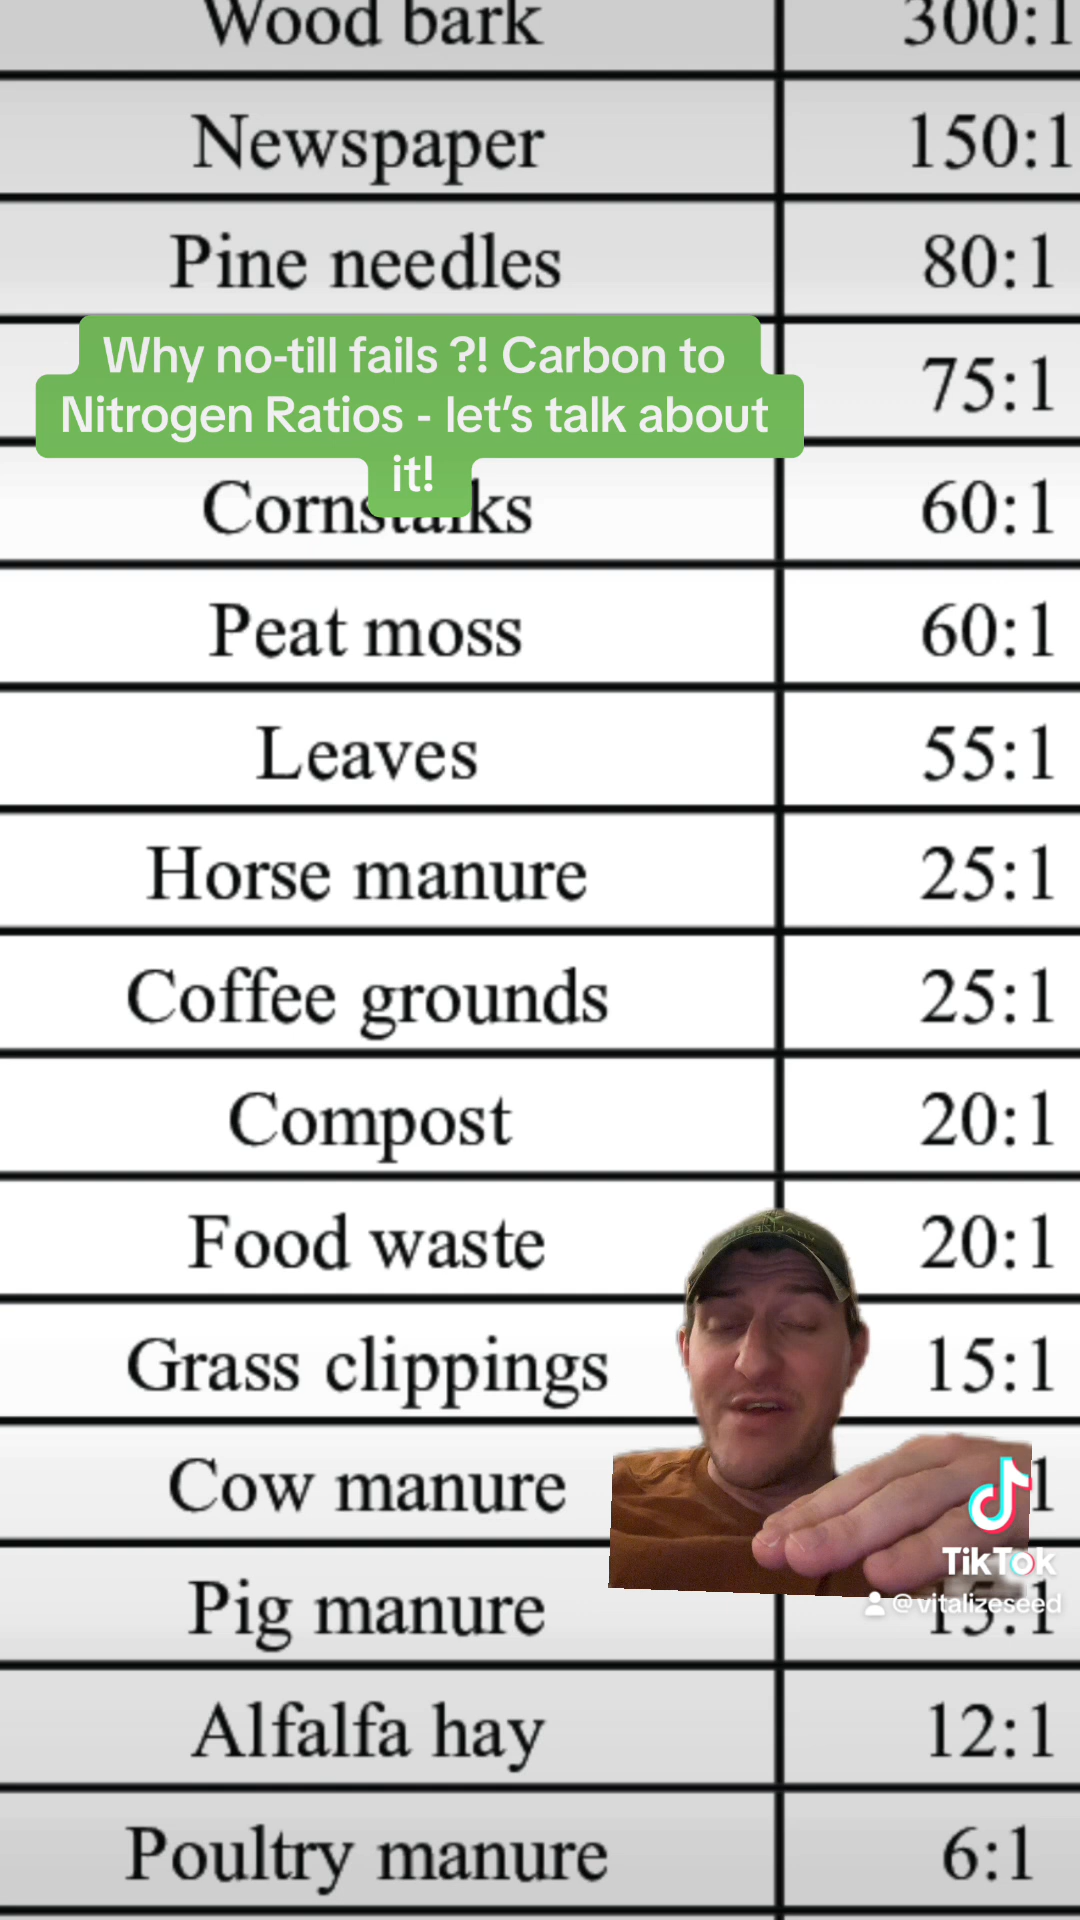 Wood bark 300:1
Newspaper 150:1
Pine needles 80:1
Why no-till fails ?! Carbon to
75:1
Nitrogen Ratios - let’s talk about
it!
Cornstalks 60:1
Peat moss 60:1
Leaves 55:1
Horse manure 25:1
Coffee grounds 25:1
Compost 20:1
Food waste 20:1
Grass clippings 15:1
Cow manure
TikTok
@vitalizeseed
Pig manure
Alfalfa hay 12:1
Poultry manure 6:1